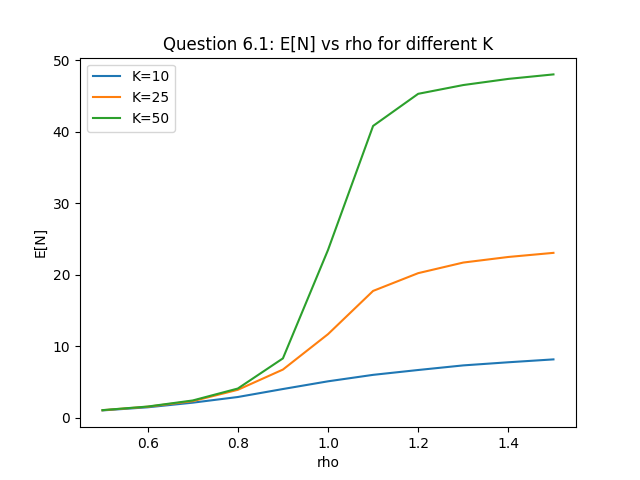 Question 6.1: E[N] vs rho for different K
K=10
K=25
K=50
E[N]
50
40
30
20
10
0
0.6 0.8 1.0 1.2 1.4
rho